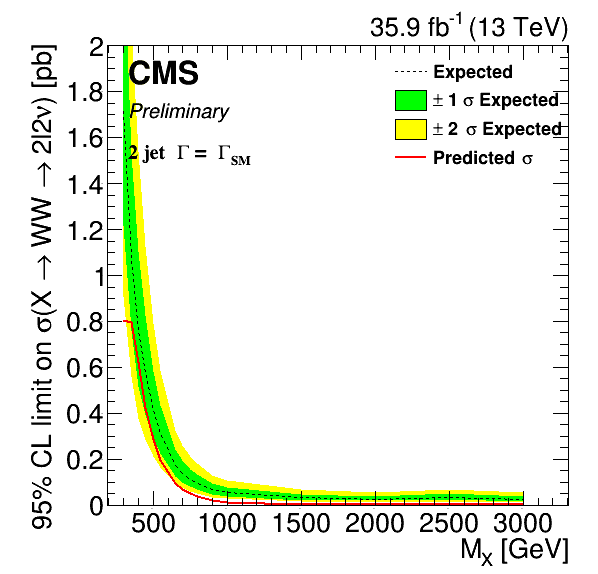 35.9 fb⁻¹ (13 TeV)
95% CL limit on σ(X → WW → 2l2ν) [pb]
2
1.8
1.6
1.4
1.2
1
0.8
0.6
0.4
0.2
0
CMS
Preliminary
2 jet Γ = Γ_SM
Expected
± 1 σ Expected
± 2 σ Expected
Predicted σ
500 1000 1500 2000 2500 3000
M_X [GeV]